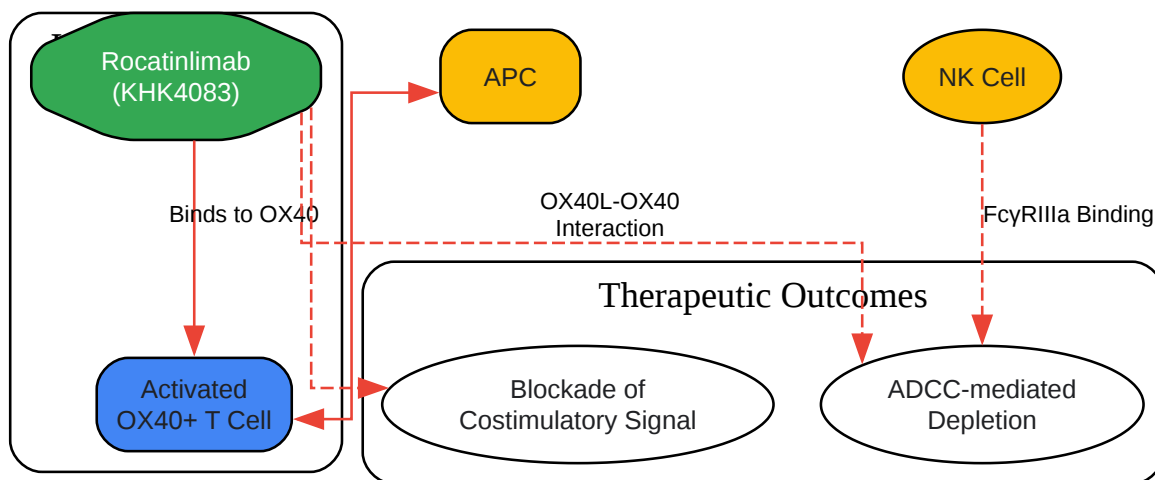 Rocatinlimab
(KHK4083)
APC
NK Cell
Binds to OX40
OX40L-OX40
Interaction
FcγRIIIa Binding
Therapeutic Outcomes
Activated
OX40+ T Cell
Blockade of
Costimulatory Signal
ADCC-mediated
Depletion